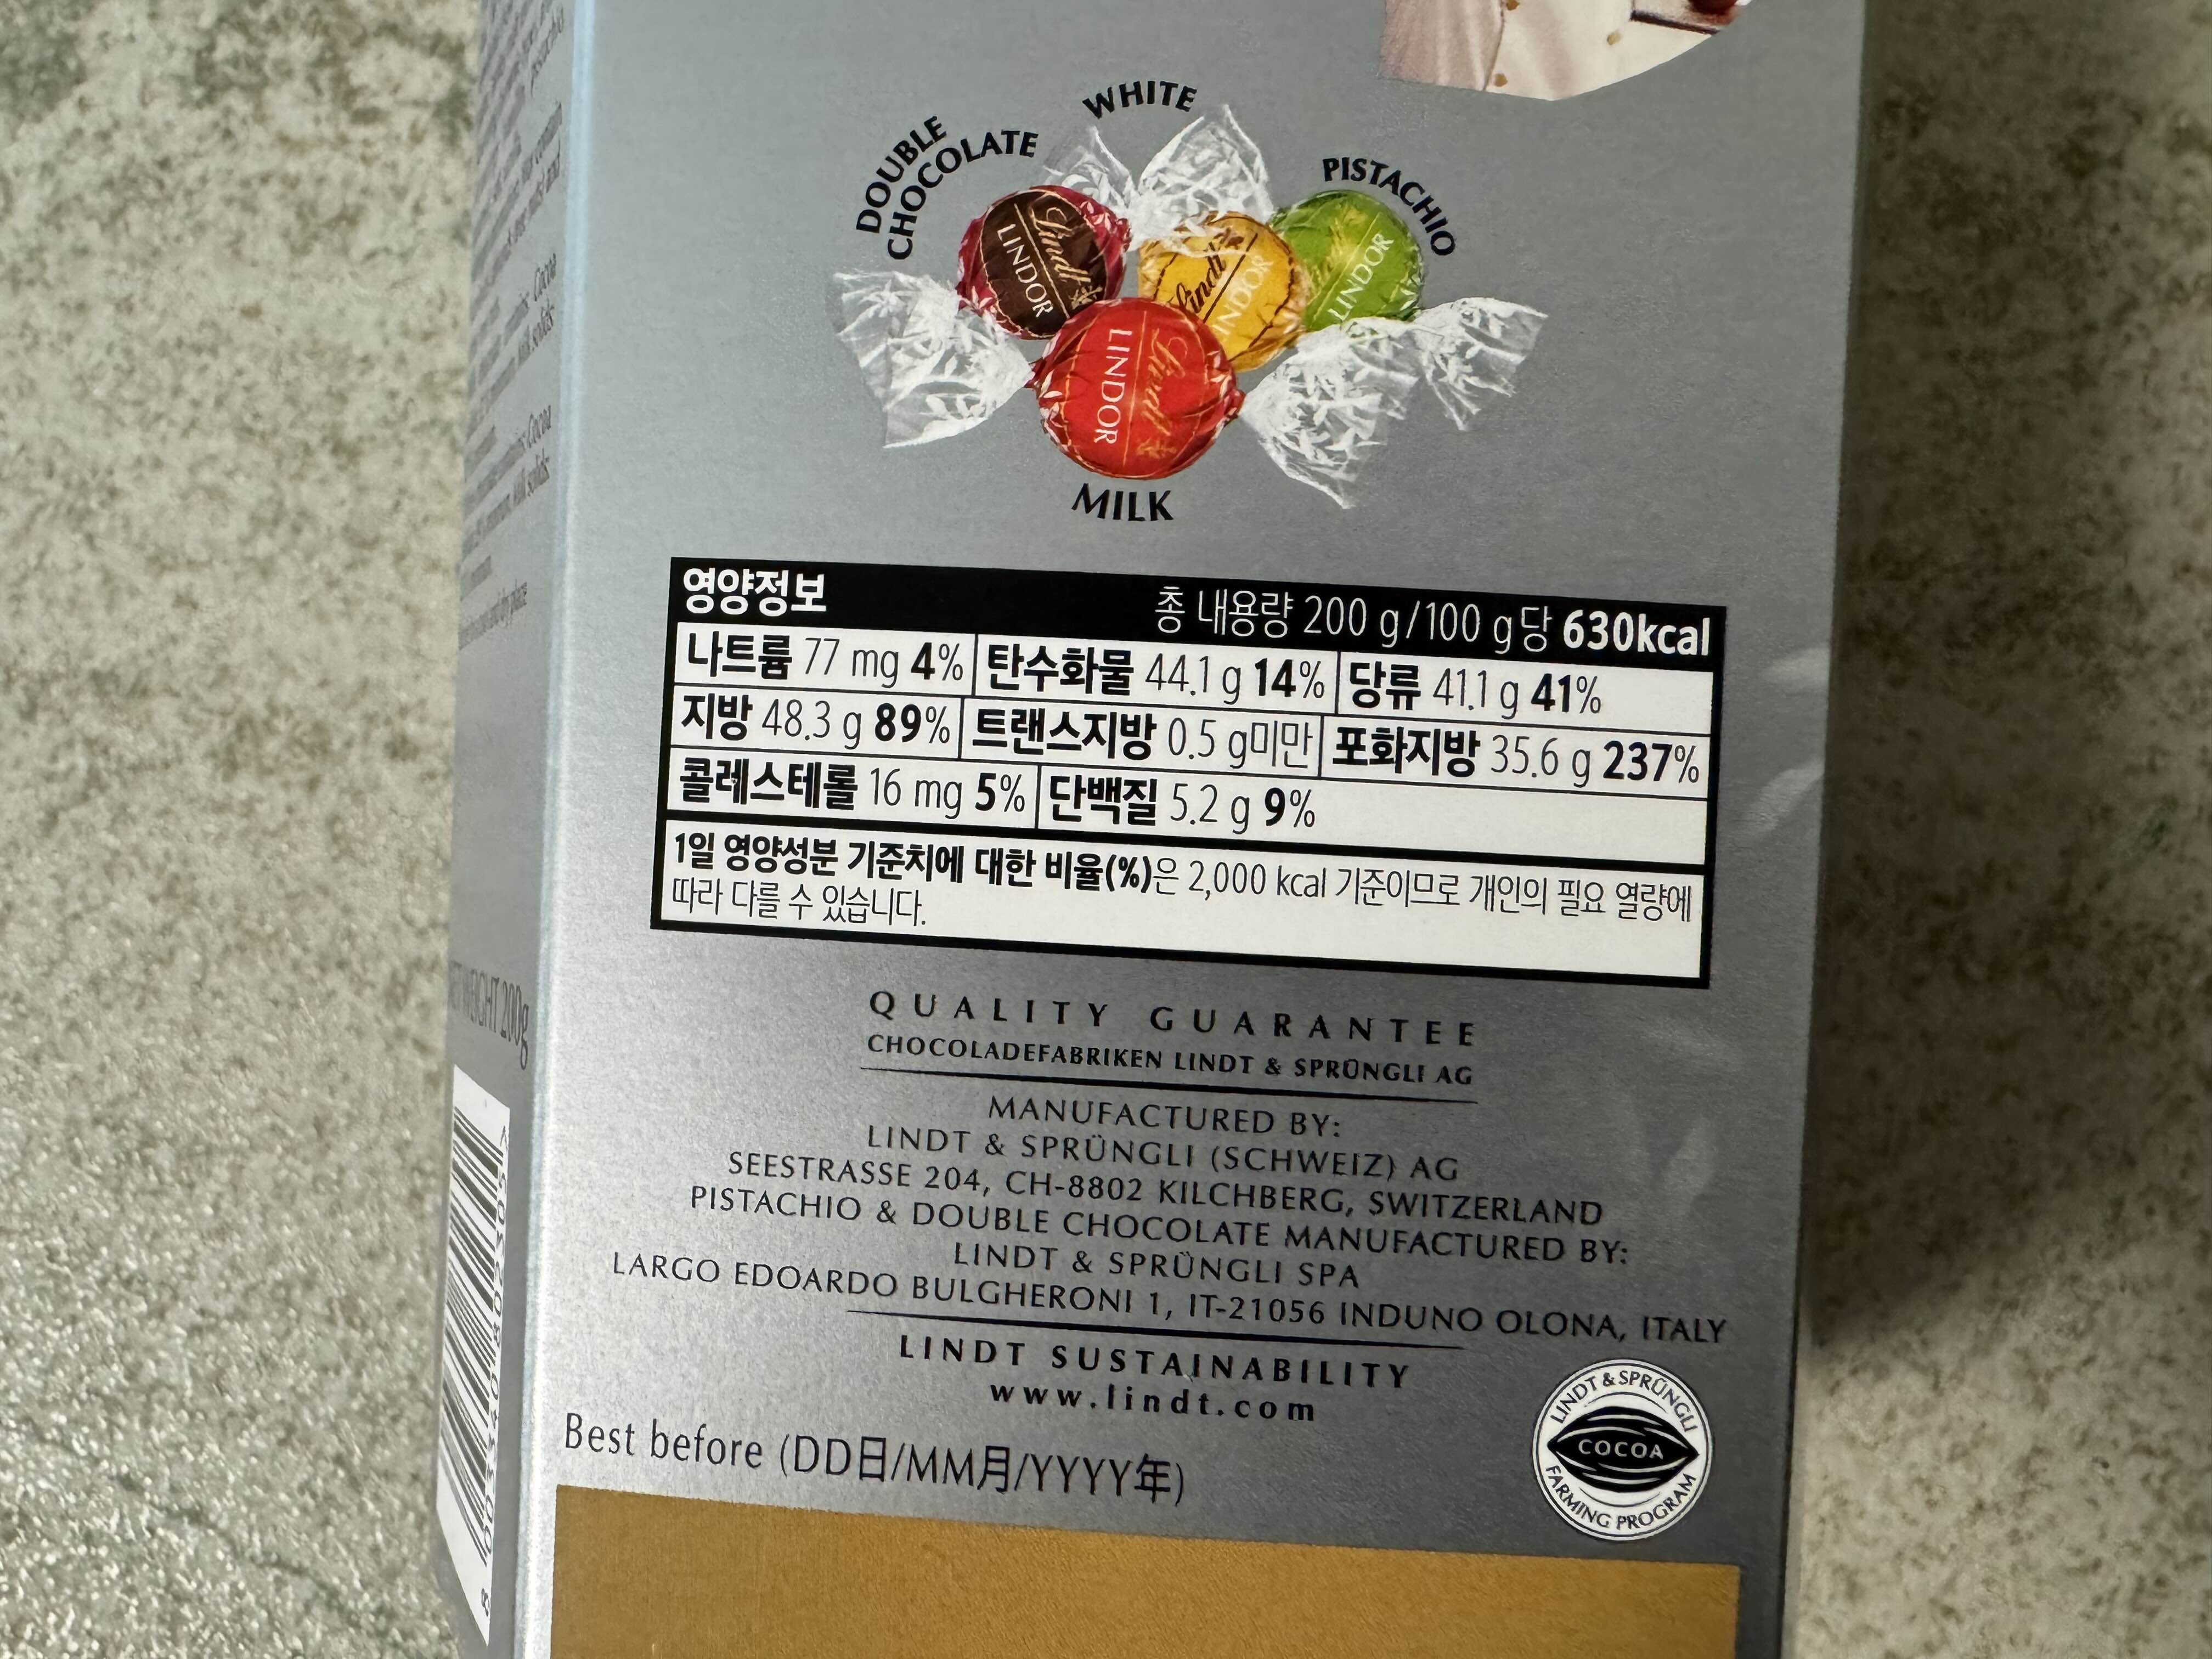 WHITE
DOUBLE
CHOCOLATE
PISTACHIO
Lindt
LINDOR
Lindt
LINDOR
LINDOR
Lindt
LINDOR
MILK
영양정보 총 내용량 200 g/100 g당 630kcal
나트륨 77 mg 4% 탄수화물 44.1 g 14% 당류 41.1 g 41%
지방 48.3 g 89% 트랜스지방 0.5 g미만 포화지방 35.6 g 237%
콜레스테롤 16 mg 5% 단백질 5.2 g 9%
1일 영양성분 기준치에 대한 비율(%)은 2,000 kcal 기준이므로 개인의 필요 열량에
따라 다를 수 있습니다.
QUALITY GUARANTEE
CHOCOLADEFABRIKEN LINDT & SPRÜNGLI AG
MANUFACTURED BY:
LINDT & SPRÜNGLI (SCHWEIZ) AG
SEESTRASSE 204, CH-8802 KILCHBERG, SWITZERLAND
PISTACHIO & DOUBLE CHOCOLATE MANUFACTURED BY:
LINDT & SPRÜNGLI SPA
LARGO EDOARDO BULGHERONI 1, IT-21056 INDUNO OLONA, ITALY
LINDT SUSTAINABILITY
www.lindt.com
Best before (DD日/MM月/YYYY年)
LINDT & SPRÜNGLI
COCOA
FARMING PROGRAM
WEIGHT 200g